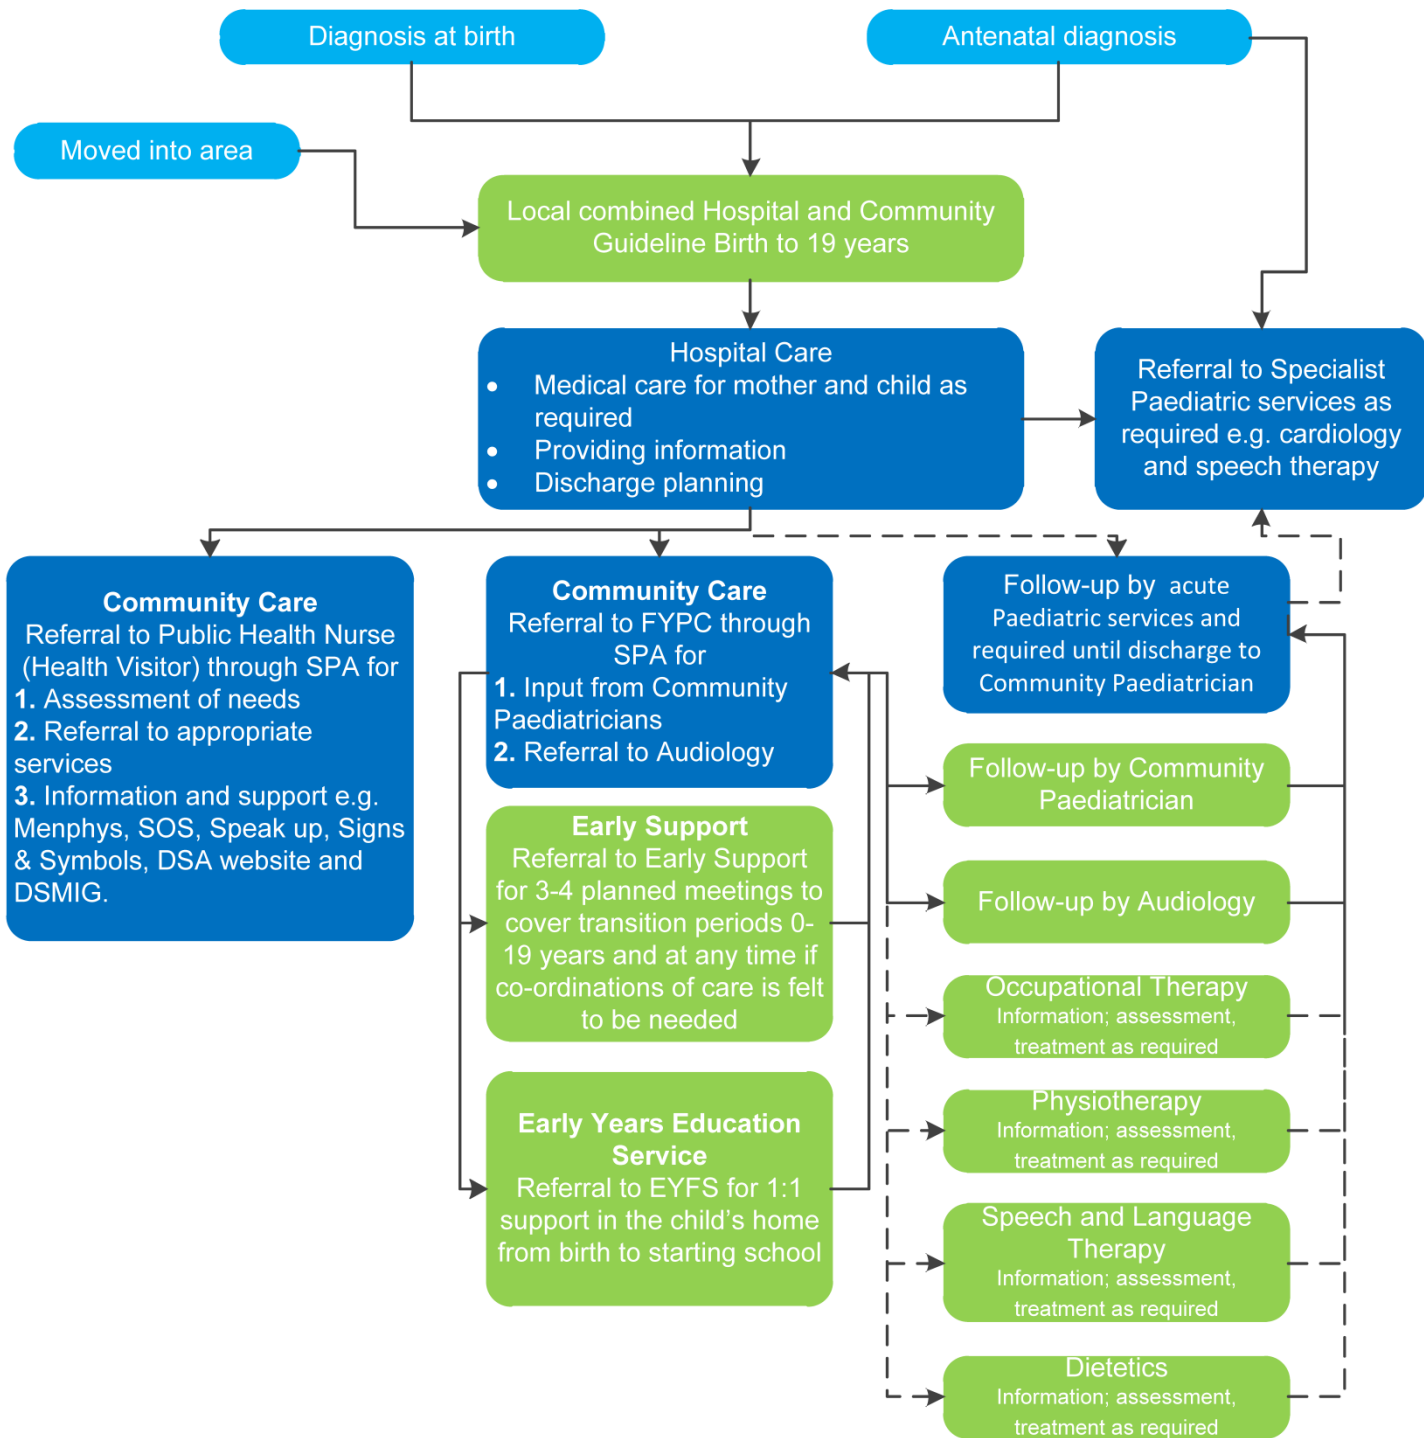 Diagnosis at birth
Antenatal diagnosis
Moved into area
Local combined Hospital and Community
Guideline Birth to 19 years
Hospital Care
• Medical care for mother and child as
required
• Providing information
• Discharge planning
Referral to Specialist
Paediatric services as
required e.g. cardiology
and speech therapy
Community Care
Referral to Public Health Nurse
(Health Visitor) through SPA for
1. Assessment of needs
2. Referral to appropriate
services
3. Information and support e.g.
Menphys, SOS, Speak up, Signs
& Symbols, DSA website and
DSMIG.
Community Care
Referral to FYPC through
SPA for
1. Input from Community
Paediatricians
2. Referral to Audiology
Early Support
Referral to Early Support
for 3-4 planned meetings to
cover transition periods 0-
19 years and at any time if
co-ordinations of care is felt
to be needed
Early Years Education
Service
Referral to EYFS for 1:1
support in the child's home
from birth to starting school
Follow-up by acute
Paediatric services and
required until discharge to
Community Paediatrician
Follow-up by Community
Paediatrician
Follow-up by Audiology
Occupational Therapy
Information; assessment,
treatment as required
Physiotherapy
Information; assessment,
treatment as required
Speech and Language
Therapy
Information; assessment,
treatment as required
Dietetics
Information; assessment,
treatment as required